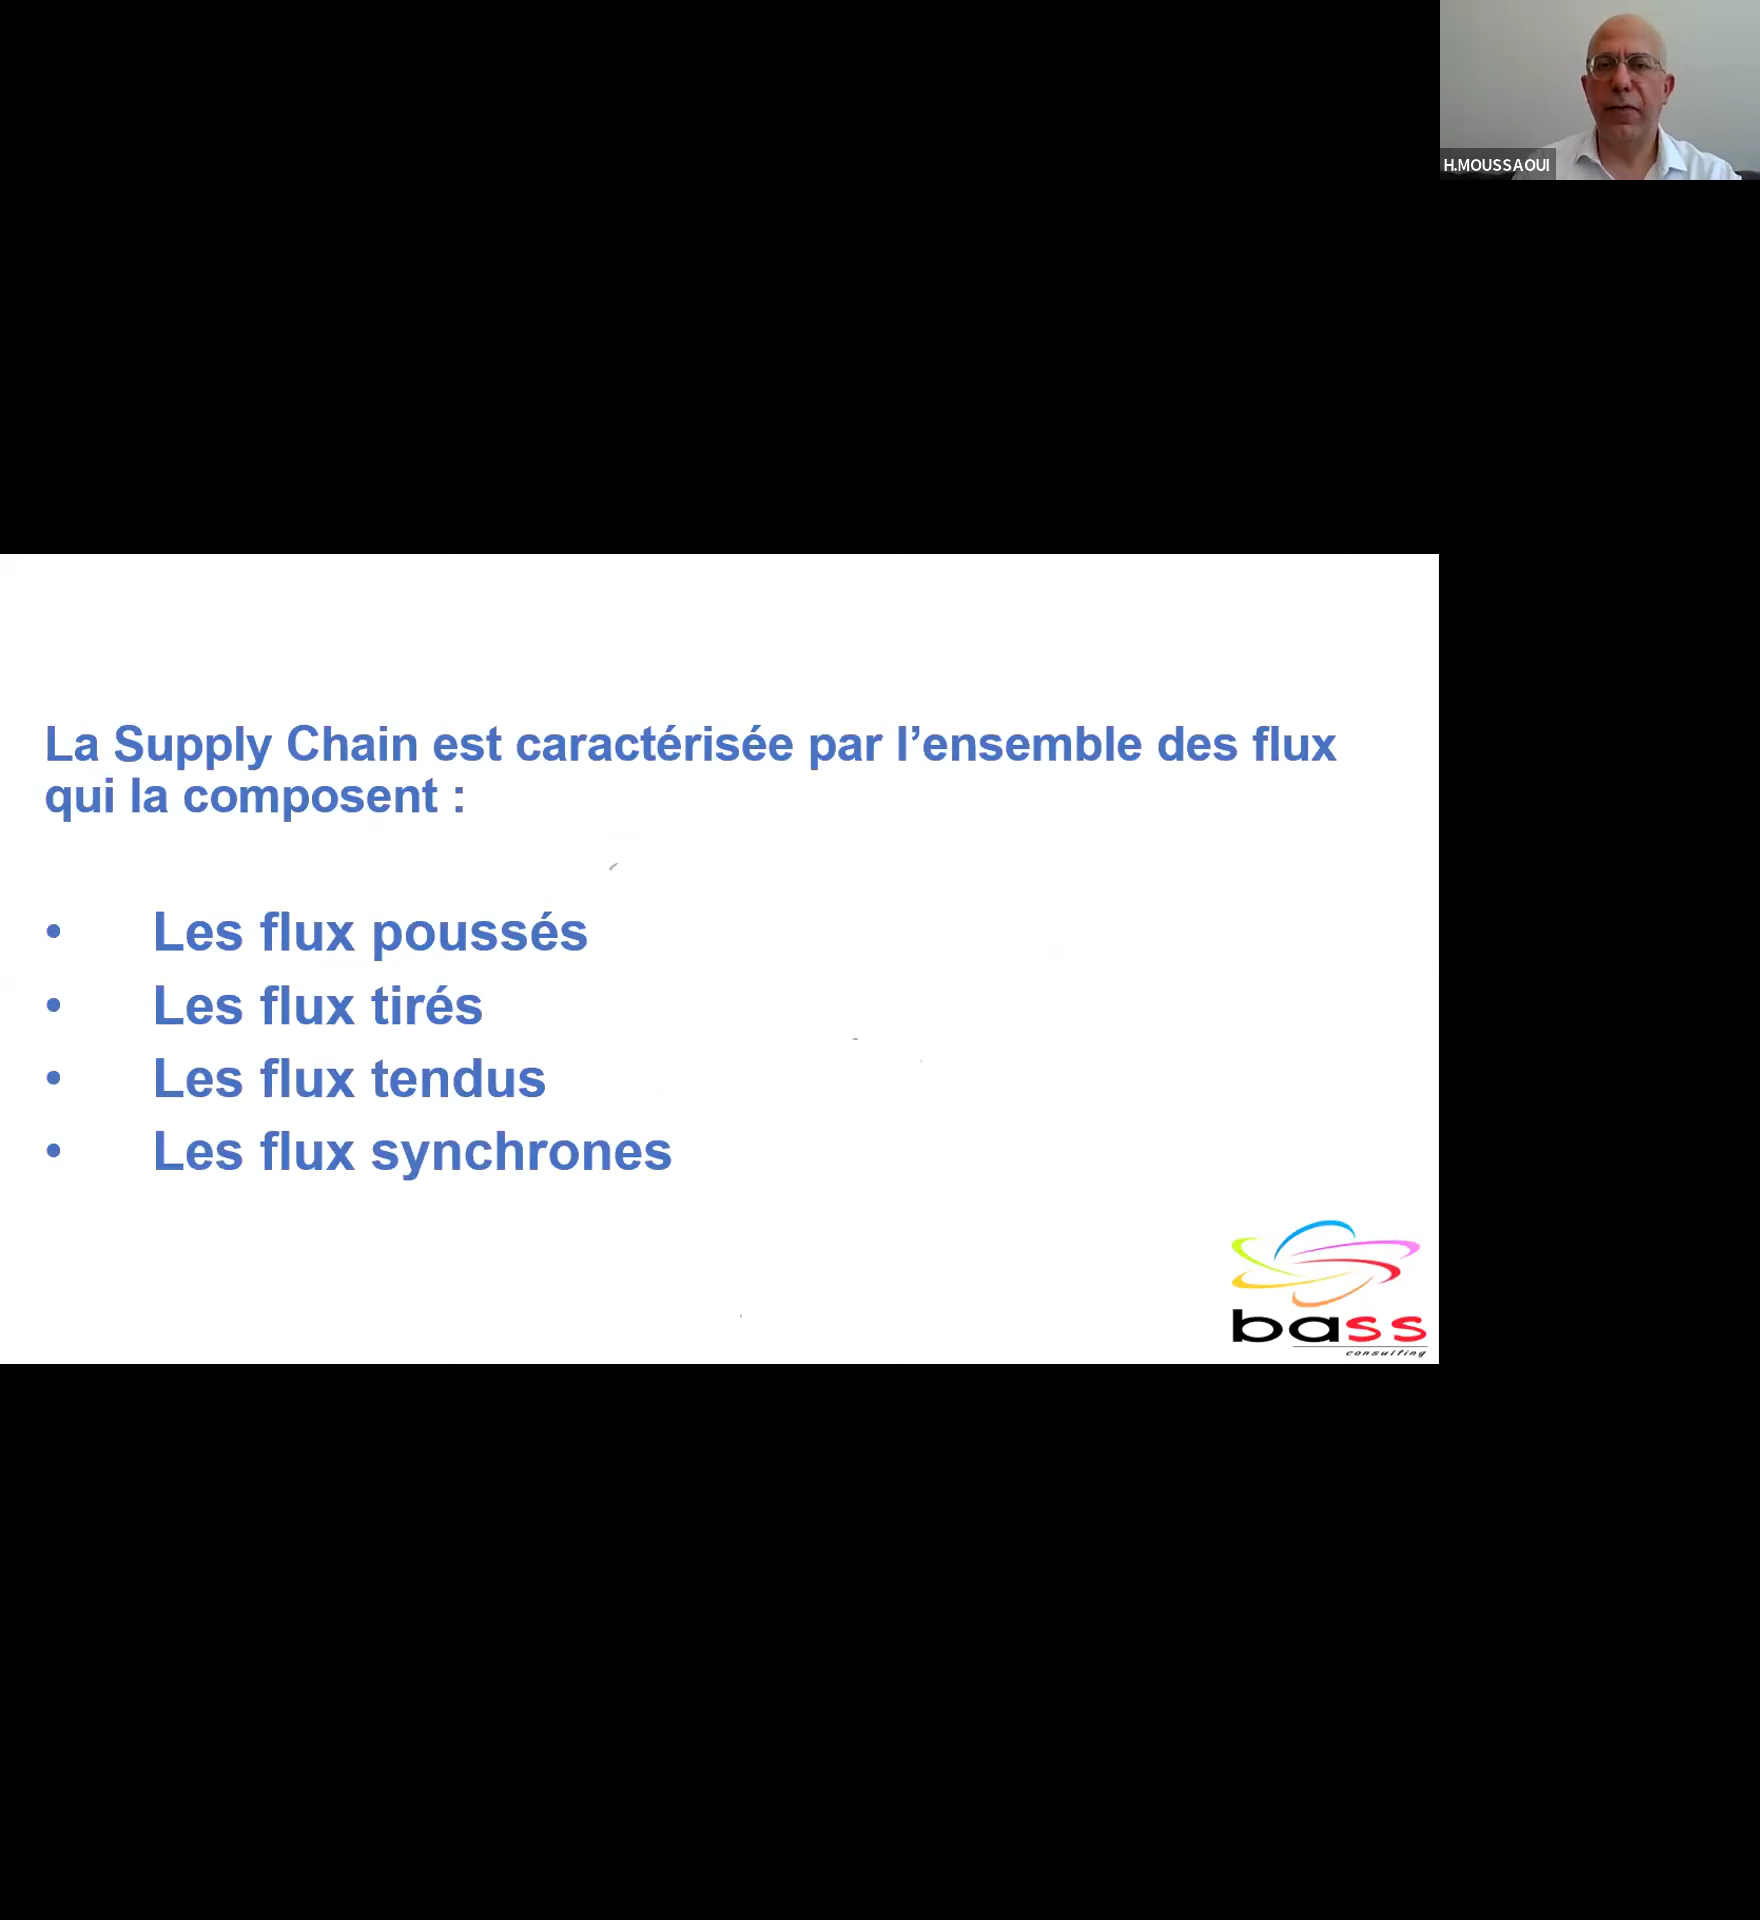 H.MOUSSAOUI
La Supply Chain est caractérisée par l’ensemble des flux
qui la composent :
• Les flux poussés
• Les flux tirés
• Les flux tendus
• Les flux synchrones
bass
consulting